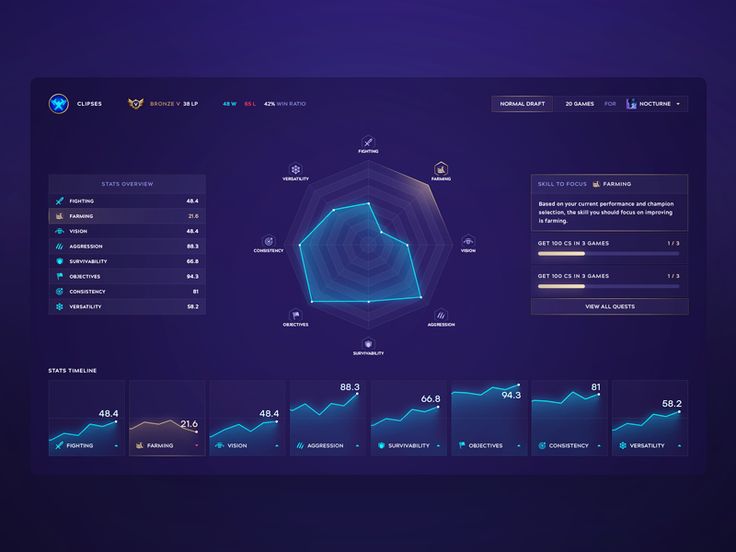 CLIPSES
BRONZE V 38 LP
48 W 65 L 42% WIN RATIO
NORMAL DRAFT
20 GAMES FOR NOCTURNE
STATS OVERVIEW
FIGHTING 48.4
FARMING 21.6
VISION 48.4
AGGRESSION 88.3
SURVIVABILITY 66.8
OBJECTIVES 94.3
CONSISTENCY 81
VERSATILITY 58.2
FIGHTING
FARMING
VISION
AGGRESSION
SURVIVABILITY
OBJECTIVES
CONSISTENCY
VERSATILITY
SKILL TO FOCUS FARMING
Based on your current performance and champion
selection, the skill you should focus on improving
is farming.
GET 100 CS IN 3 GAMES 1 / 3
GET 100 CS IN 3 GAMES 1 / 3
VIEW ALL QUESTS
STATS TIMELINE
48.4
FIGHTING
21.6
FARMING
48.4
VISION
88.3
AGGRESSION
66.8
SURVIVABILITY
94.3
OBJECTIVES
81
CONSISTENCY
58.2
VERSATILITY